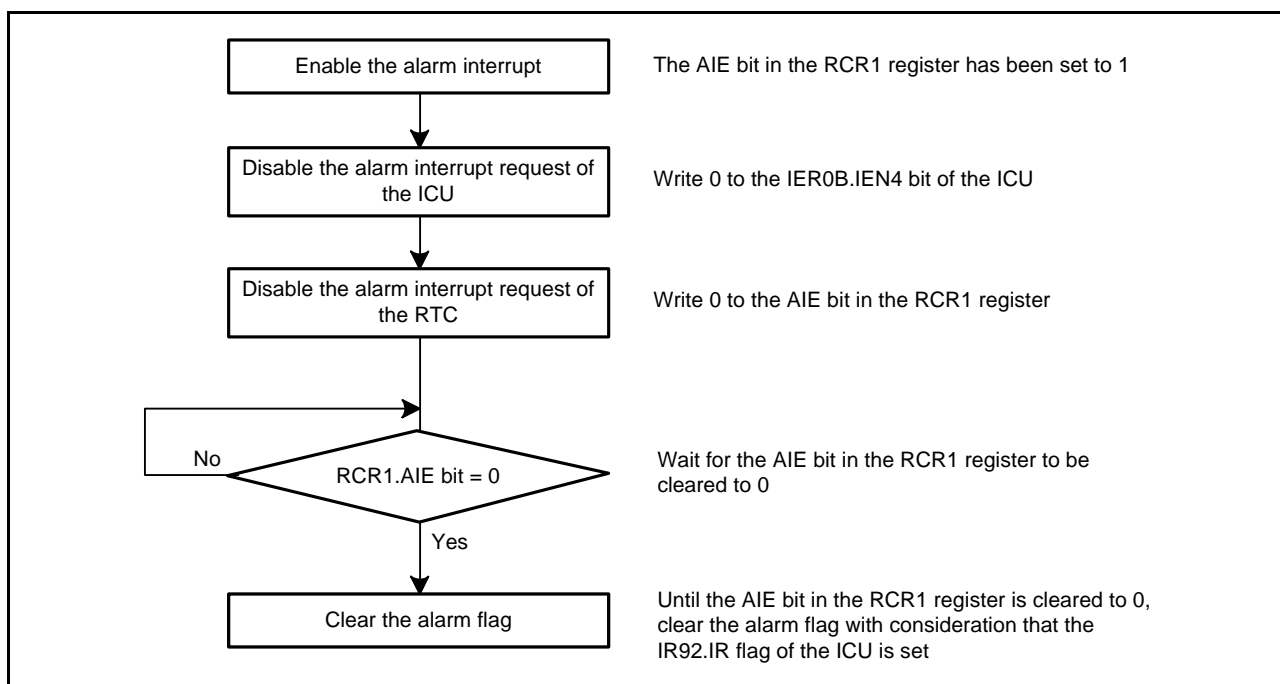 Enable the alarm interrupt
The AIE bit in the RCR1 register has been set to 1
Disable the alarm interrupt request of
the ICU
Write 0 to the IER0B.IEN4 bit of the ICU
Disable the alarm interrupt request of
the RTC
Write 0 to the AIE bit in the RCR1 register
No
RCR1.AIE bit = 0
Wait for the AIE bit in the RCR1 register to be
cleared to 0
Yes
Clear the alarm flag
Until the AIE bit in the RCR1 register is cleared to 0,
clear the alarm flag with consideration that the
IR92.IR flag of the ICU is set